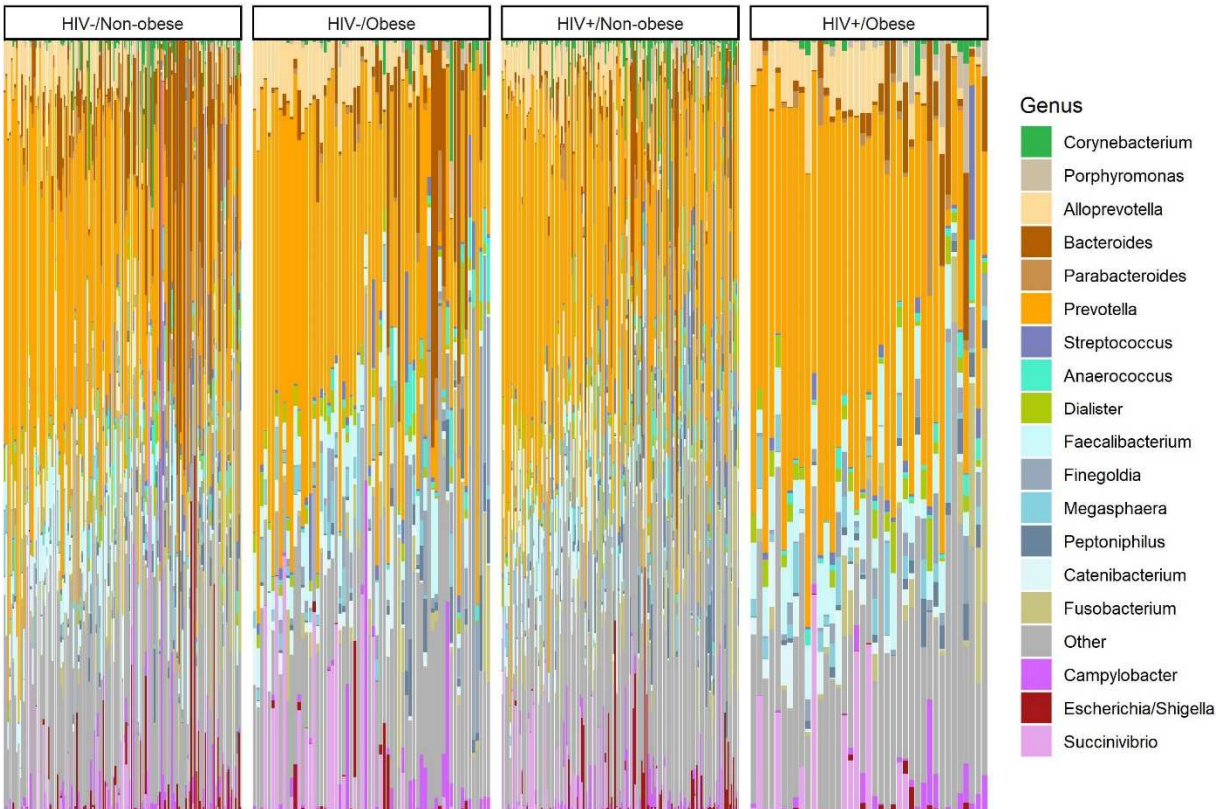 HIV-/Non-obese
HIV-/Obese
HIV+/Non-obese
HIV+/Obese
Genus
Corynebacterium
Porphyromonas
Alloprevotella
Bacteroides
Parabacteroides
Prevotella
Streptococcus
Anaerococcus
Dialister
Faecalibacterium
Finegoldia
Megasphaera
Peptoniphilus
Catenibacterium
Fusobacterium
Other
Campylobacter
Escherichia/Shigella
Succinivibrio